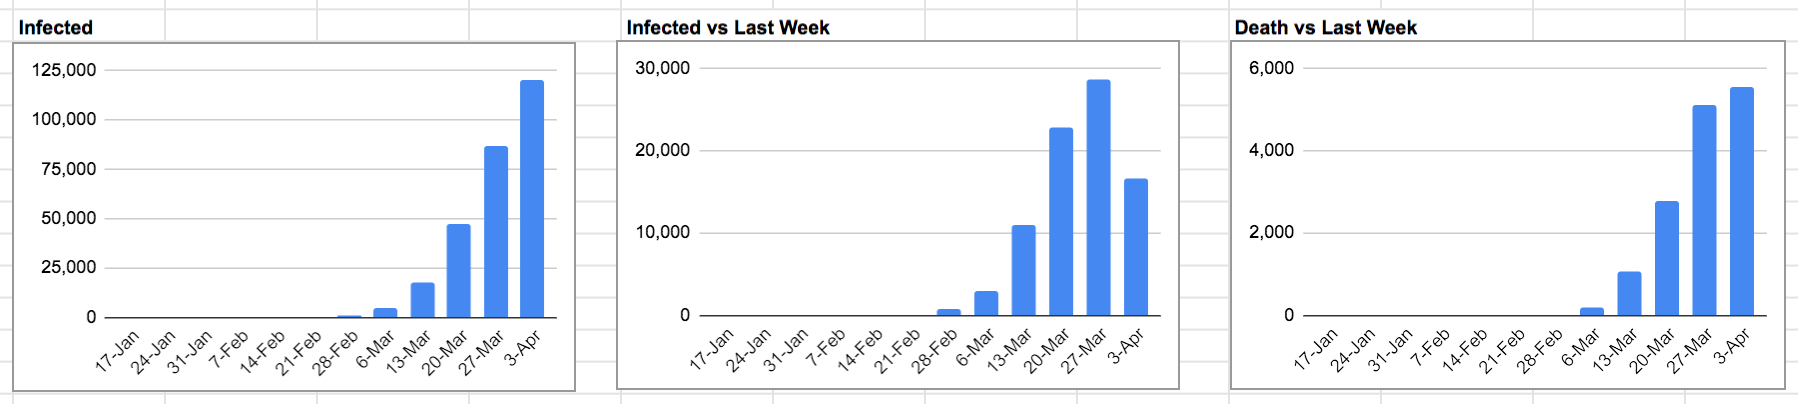 Infected
125,000
100,000
75,000
50,000
25,000
0
17-Jan 24-Jan 31-Jan 7-Feb 14-Feb 21-Feb 28-Feb 6-Mar 13-Mar 20-Mar 27-Mar 3-Apr
Infected vs Last Week
30,000
20,000
10,000
0
17-Jan 24-Jan 31-Jan 7-Feb 14-Feb 21-Feb 28-Feb 6-Mar 13-Mar 20-Mar 27-Mar 3-Apr
Death vs Last Week
6,000
4,000
2,000
0
17-Jan 24-Jan 31-Jan 7-Feb 14-Feb 21-Feb 28-Feb 6-Mar 13-Mar 20-Mar 27-Mar 3-Apr